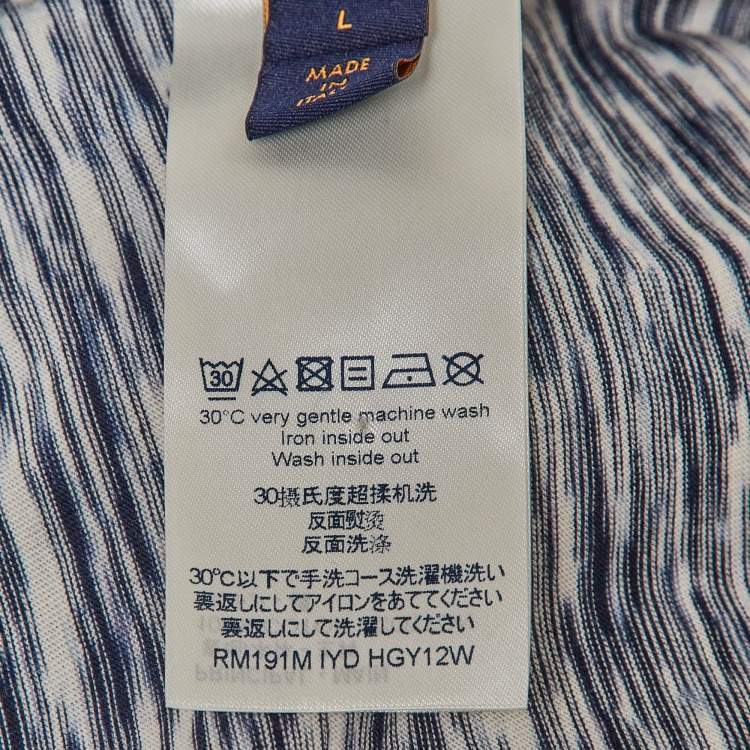 L
MADE
IN
ITALY
30
30°C very gentle machine wash
Iron inside out
Wash inside out
30摄氏度超揉机洗
反面熨烫
反面洗涤
30℃以下で手洗コース洗濯機洗い
裏返しにしてアイロンをあててください
裏返しにして洗濯してください
RM191M IYD HGY12W
PRINCIPAL - MAIN